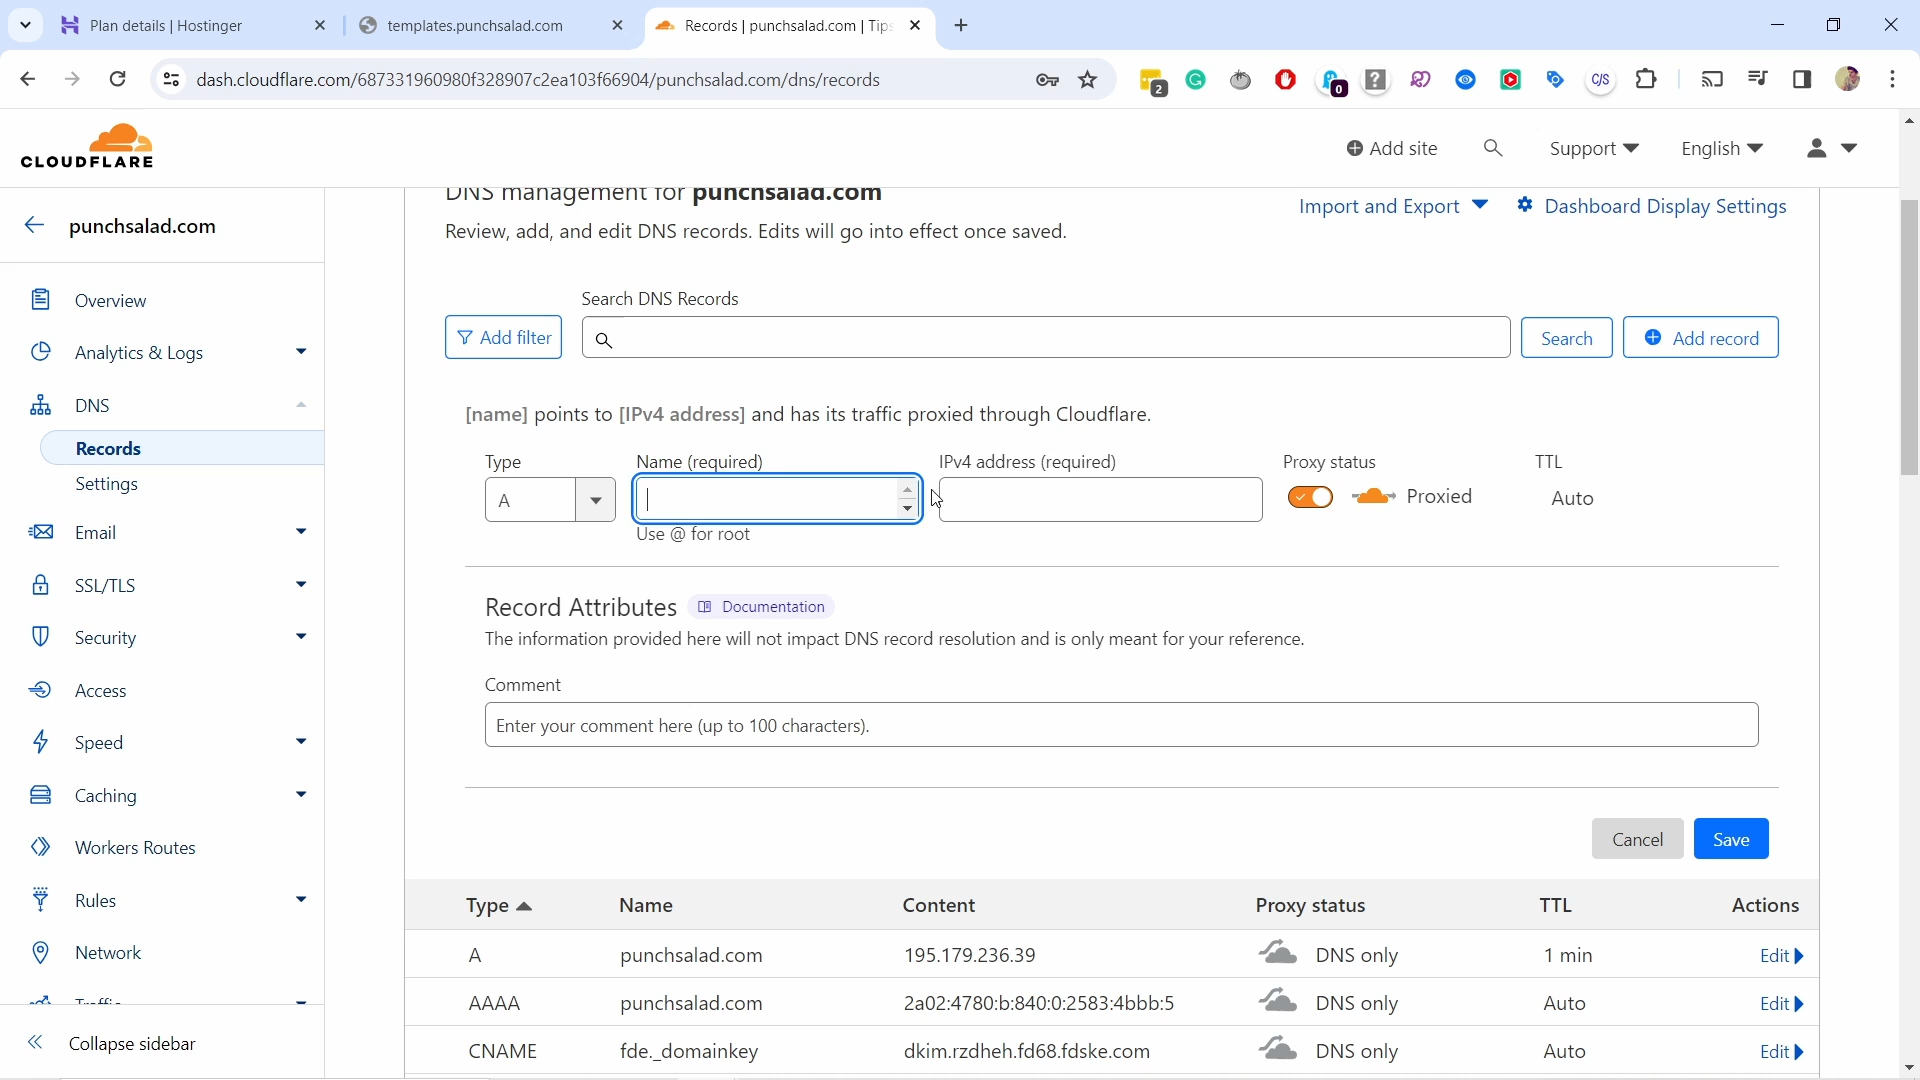 Plan details | Hostinger
templates.punchsalad.com
Records | punchsalad.com | Tips
dash.cloudflare.com/687331960980f328907c2ea103f66904/punchsalad.com/dns/records
2
0
C/S
CLOUDFLARE
Add site
Support
English
punchsalad.com
Overview
Analytics & Logs
DNS
Records
Settings
Email
SSL/TLS
Security
Access
Speed
Caching
Workers Routes
Rules
Network
Traffic
Collapse sidebar
DNS management for punchsalad.com
Review, add, and edit DNS records. Edits will go into effect once saved.
Import and Export
Dashboard Display Settings
Search DNS Records
Add filter
Search
Add record
[name] points to [IPv4 address] and has its traffic proxied through Cloudflare.
Type
Name (required)
IPv4 address (required)
Proxy status
TTL
A
Proxied
Auto
Use @ for root
Record Attributes
Documentation
The information provided here will not impact DNS record resolution and is only meant for your reference.
Comment
Enter your comment here (up to 100 characters).
Cancel
Save
Type Name Content Proxy status TTL Actions
A punchsalad.com 195.179.236.39 DNS only 1 min Edit
AAAA punchsalad.com 2a02:4780:b:840:0:2583:4bbb:5 DNS only Auto Edit
CNAME fde._domainkey dkim.rzdheh.fd68.fdske.com DNS only Auto Edit